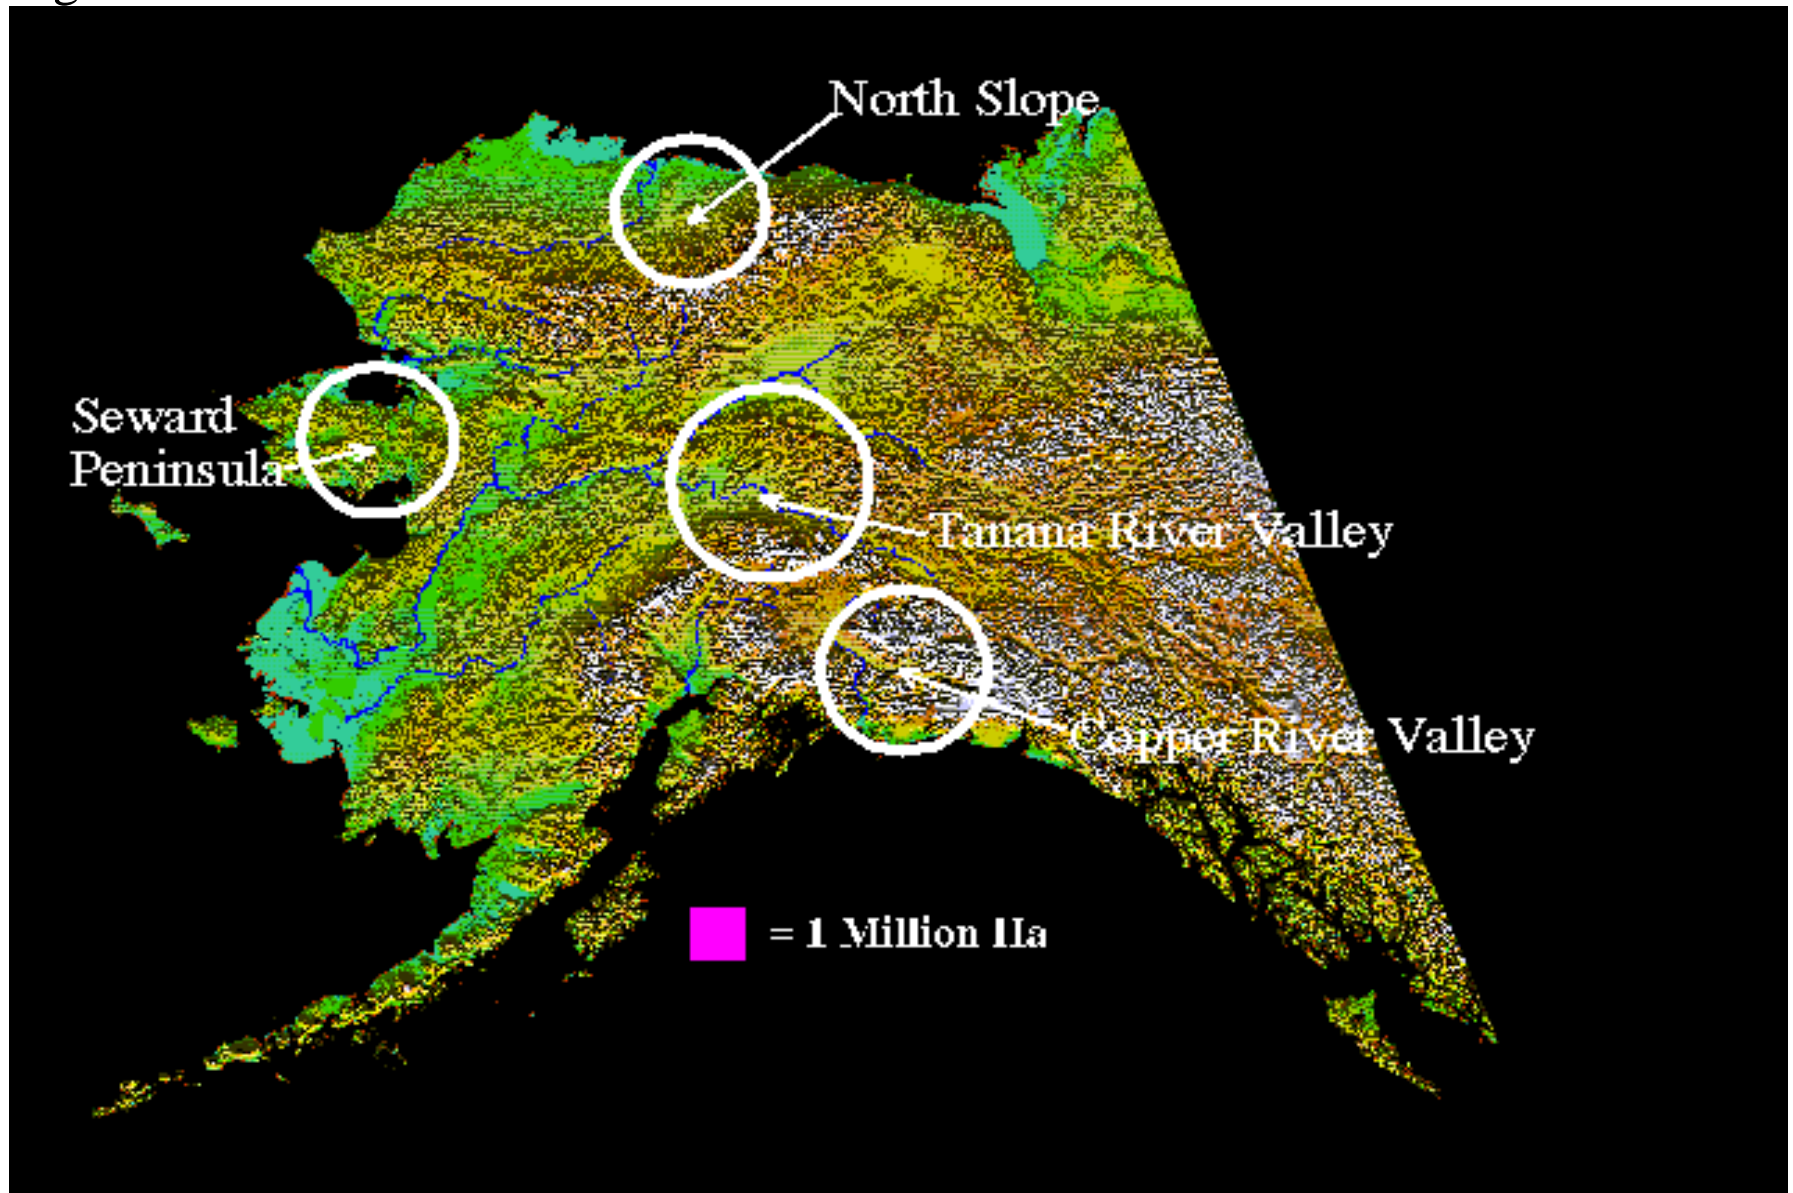 North Slope
Seward
Peninsula
Tanana River Valley
Copper River Valley
= 1 Million Ha